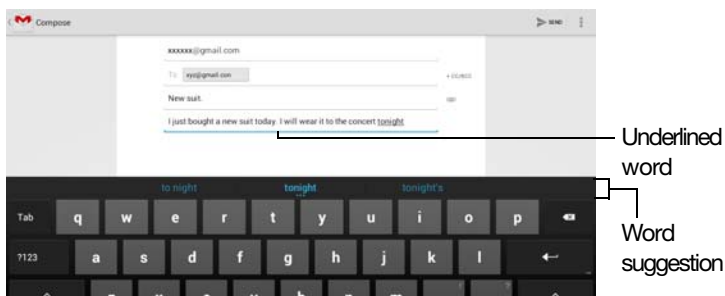 Compose
SEND
xxxxxx@gmail.com
To xyz@gmail.com
+ CC/BCC
New suit.
I just bought a new suit today. I will wear it to the concert tonight
Underlined
word
to night tonight tonight's
Word
suggestion
Tab q w e r t y u i o p
?123 a s d f g h j k l
! ?